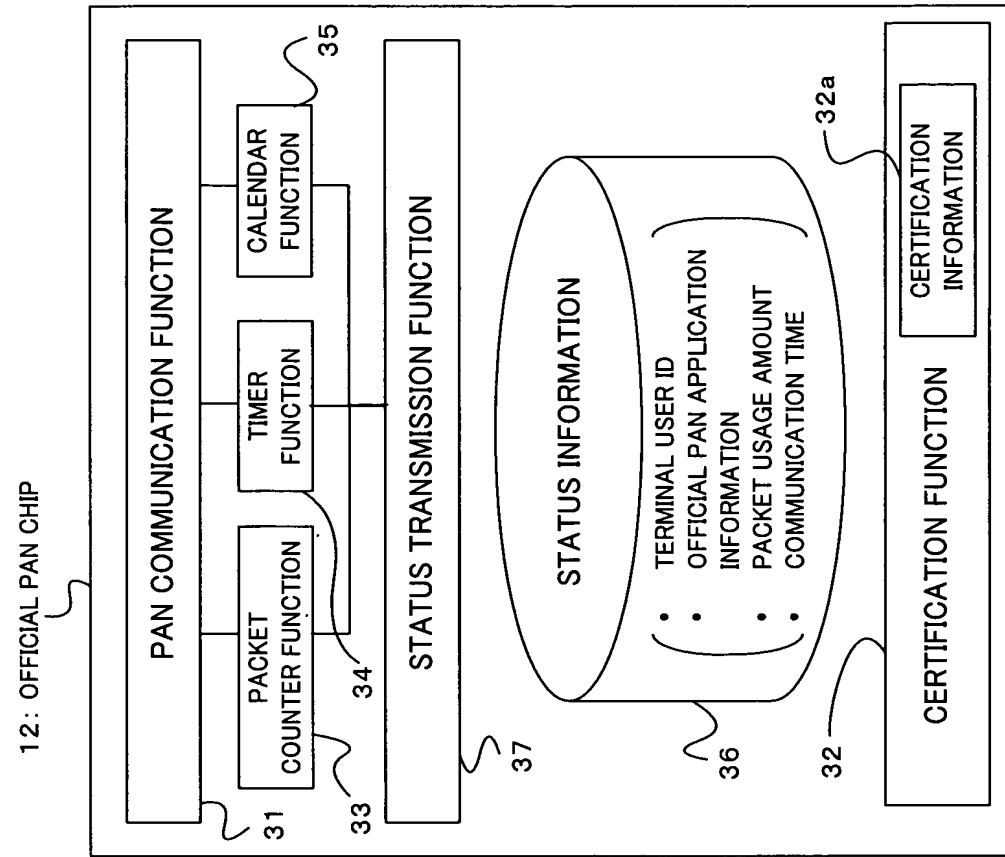 12: OFFICIAL PAN CHIP
PAN COMMUNICATION FUNCTION
31
PACKET
COUNTER FUNCTION
33
TIMER
FUNCTION
34
CALENDAR
FUNCTION
35
STATUS TRANSMISSION FUNCTION
37
STATUS INFORMATION
• TERMINAL USER ID
• OFFICIAL PAN APPLICATION
INFORMATION
• PACKET USAGE AMOUNT
• COMMUNICATION TIME
36
CERTIFICATION FUNCTION
32
CERTIFICATION
INFORMATION
32a